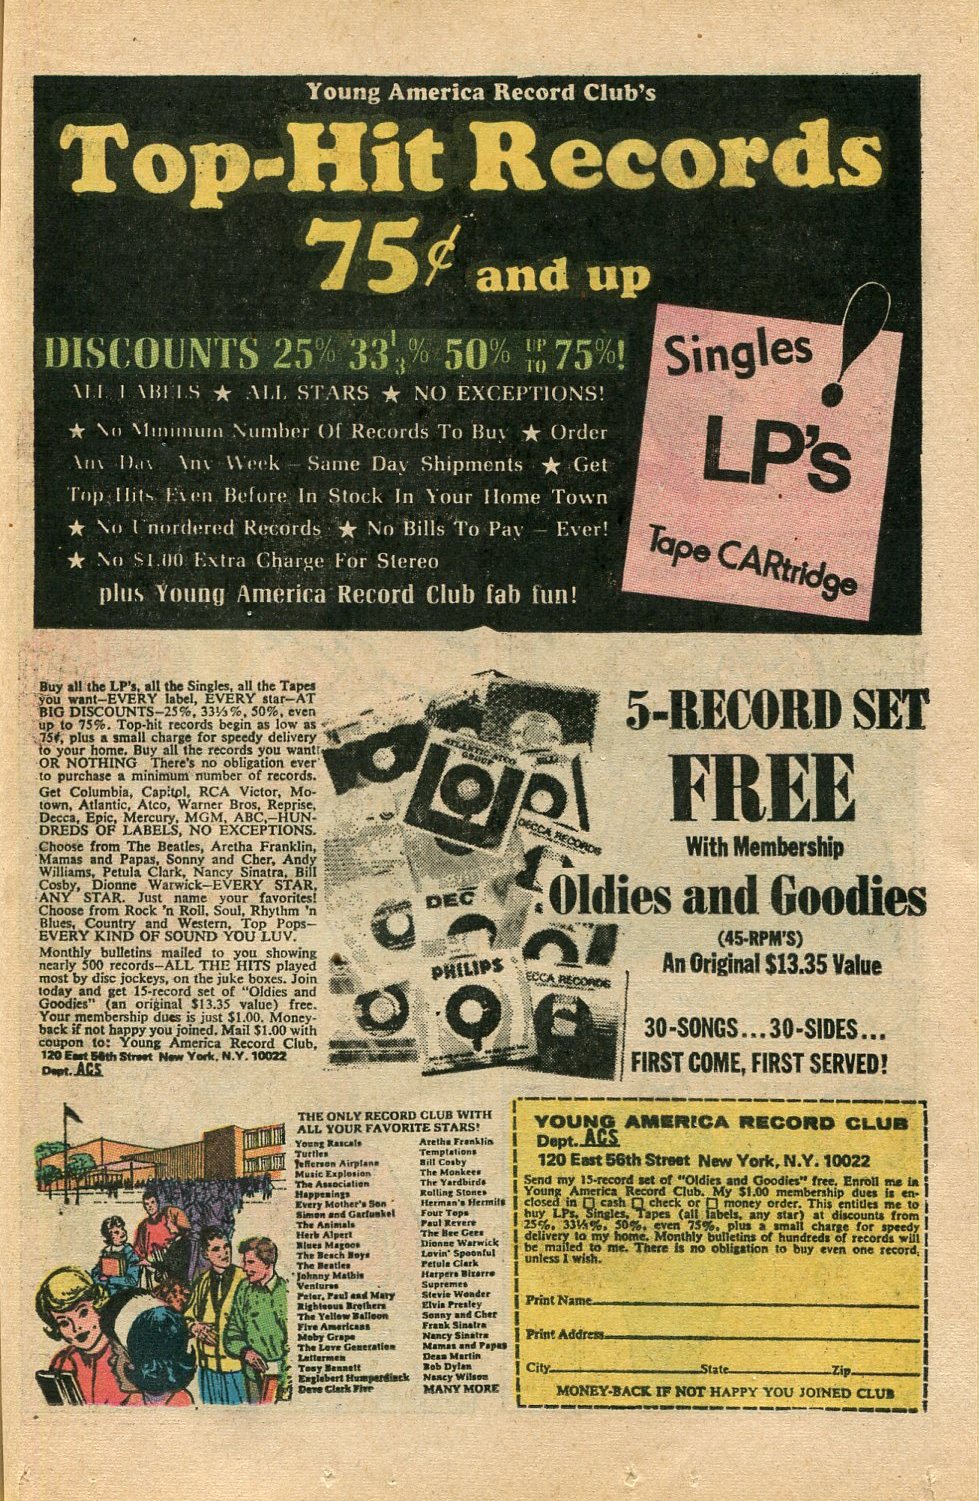 Young America Record Club's
Top-Hit Records
75¢ and up
DISCOUNTS 25% 33⅓% 50% UP TO 75%!
ALL LABELS ★ ALL STARS ★ NO EXCEPTIONS!
★ No Minimum Number Of Records To Buy ★ Order
Any Day, Any Week – Same Day Shipments ★ Get
Top Hits Even Before In Stock In Your Home Town
★ No Unordered Records ★ No Bills To Pay – Ever!
★ No $1.00 Extra Charge For Stereo
plus Young America Record Club fab fun!
Singles
LP's
Tape CARtridge
!
Buy all the LP's, all the Singles, all the Tapes
you want—EVERY label, EVERY star—AT
BIG DISCOUNTS—25%, 33⅓%, 50%, even
up to 75%. Top-hit records begin as low as
75¢, plus a small charge for speedy delivery
to your home. Buy all the records you want!
OR NOTHING There's no obligation ever
to purchase a minimum number of records.
Get Columbia, Capitol, RCA Victor, Mo-
town, Atlantic, Atco, Warner Bros, Reprise,
Decca, Epic, Mercury, MGM, ABC,—HUN-
DREDS OF LABELS, NO EXCEPTIONS.
Choose from The Beatles, Aretha Franklin,
Mamas and Papas, Sonny and Cher, Andy
Williams, Petula Clark, Nancy Sinatra, Bill
Cosby, Dionne Warwick—EVERY STAR,
ANY STAR. Just name your favorites!
Choose from Rock 'n Roll, Soul, Rhythm 'n
Blues, Country and Western, Top Pops—
EVERY KIND OF SOUND YOU LUV.
Monthly bulletins mailed to you showing
nearly 500 records—ALL THE HITS played
most by disc jockeys, on the juke boxes. Join
today and get 15-record set of "Oldies and
Goodies" (an original $13.35 value) free.
Your membership dues is just $1.00. Money-
back if not happy you joined. Mail $1.00 with
coupon to: Young America Record Club,
120 East 56th Street New York, N.Y. 10022
Dept. ACS
ATLANTIC-ATCO
GROUP
DECCA RECORDS
DEC
PHILIPS
ECCA RECORDS
5-RECORD SET
FREE
With Membership
Oldies and Goodies
(45-RPM'S)
An Original $13.35 Value
30-SONGS...30-SIDES...
FIRST COME, FIRST SERVED!
THE ONLY RECORD CLUB WITH
ALL YOUR FAVORITE STARS!
Young Rascals
Turtles
Jefferson Airplane
Music Explosion
The Association
Happenings
Every Mother's Son
Simon and Garfunkel
The Animals
Herb Alpert
Blues Magoos
The Beach Boys
The Beatles
Johnny Mathis
Ventures
Peter, Paul and Mary
Righteous Brothers
The Yellow Balloon
Five Americans
Moby Grape
The Love Generation
Lettermen
Tony Bennett
Englebert Humperdinck
Dave Clark Five
Aretha Franklin
Temptations
Bill Cosby
The Monkees
The Yardbirds
Rolling Stones
Herman's Hermits
Four Tops
Paul Revere
The Bee Gees
Dionne Warwick
Lovin' Spoonful
Petula Clark
Harpers Bizarre
Supremes
Stevie Wonder
Elvis Presley
Sonny and Cher
Frank Sinatra
Nancy Sinatra
Mamas and Papas
Dean Martin
Bob Dylan
Nancy Wilson
MANY MORE
YOUNG AMERICA RECORD CLUB
Dept. ACS
120 East 56th Street New York, N.Y. 10022
Send my 15-record set of "Oldies and Goodies" free. Enroll me in
Young America Record Club. My $1.00 membership dues is en-
closed in ☐ cash ☐ check or ☐ money order. This entitles me to
buy LPs, Singles, Tapes (all labels, any star) at discounts from
25%, 33⅓%, 50%, even 75%, plus a small charge for speedy
delivery to my home. Monthly bulletins of hundreds of records will
be mailed to me. There is no obligation to buy even one record,
unless I wish.
Print Name
Print Address
City State Zip
MONEY-BACK IF NOT HAPPY YOU JOINED CLUB